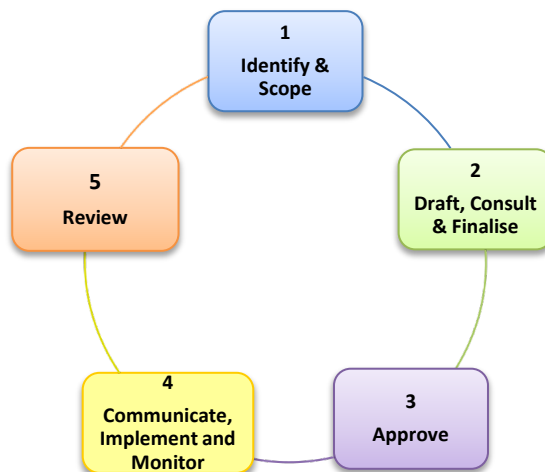 1
Identify &
Scope
2
Draft, Consult
& Finalise
3
Approve
4
Communicate,
Implement and
Monitor
5
Review